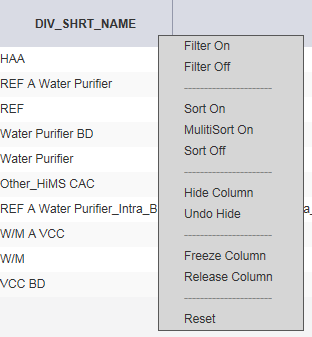 DIV_SHRT_NAME
HAA
REF A Water Purifier
REF
Water Purifier BD
Water Purifier
Other_HiMS CAC
REF A Water Purifier_Intra_B
W/M A VCC
W/M
VCC BD
Filter On
Filter Off
Sort On
MulitiSort On
Sort Off
Hide Column
Undo Hide
Freeze Column
Release Column
Reset